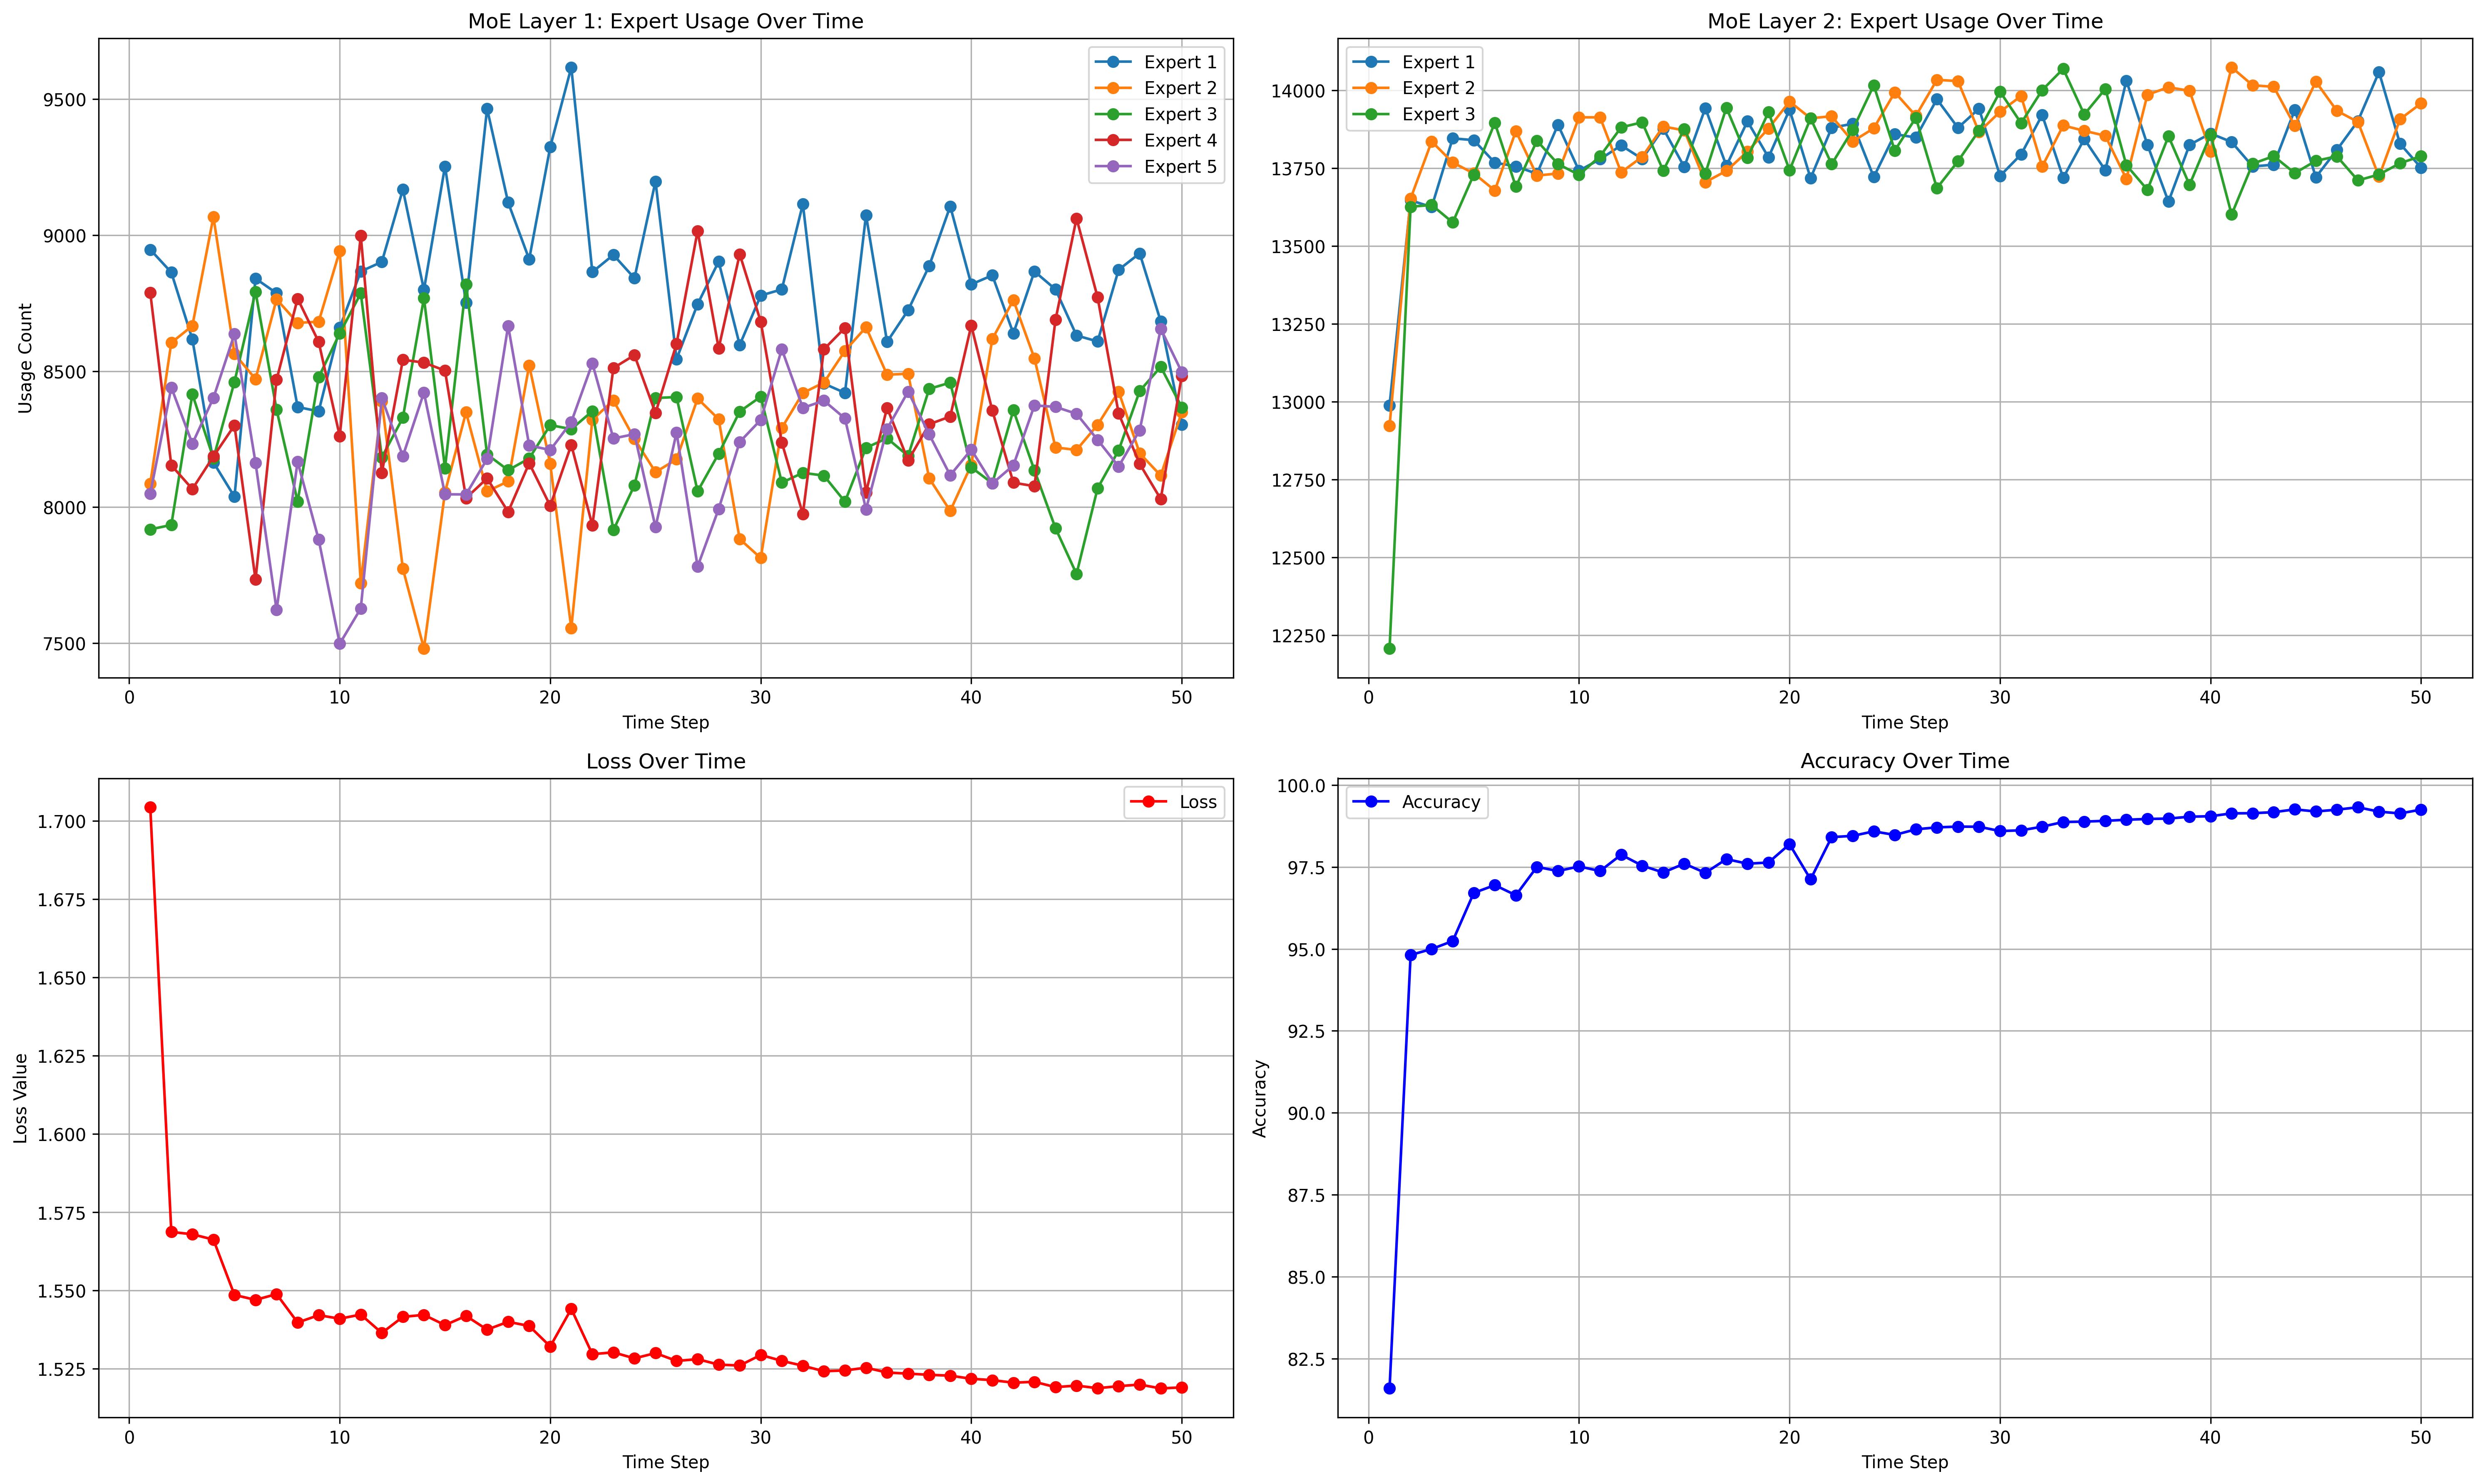 MoE Layer 1: Expert Usage Over Time
Usage Count
9500
9000
8500
8000
7500
0 10 20 30 40 50
Time Step
Expert 1
Expert 2
Expert 3
Expert 4
Expert 5
MoE Layer 2: Expert Usage Over Time
14000
13750
13500
13250
13000
12750
12500
12250
0 10 20 30 40 50
Time Step
Expert 1
Expert 2
Expert 3
Loss Over Time
Loss Value
1.700
1.675
1.650
1.625
1.600
1.575
1.550
1.525
0 10 20 30 40 50
Time Step
Loss
Accuracy Over Time
Accuracy
100.0
97.5
95.0
92.5
90.0
87.5
85.0
82.5
0 10 20 30 40 50
Time Step
Accuracy